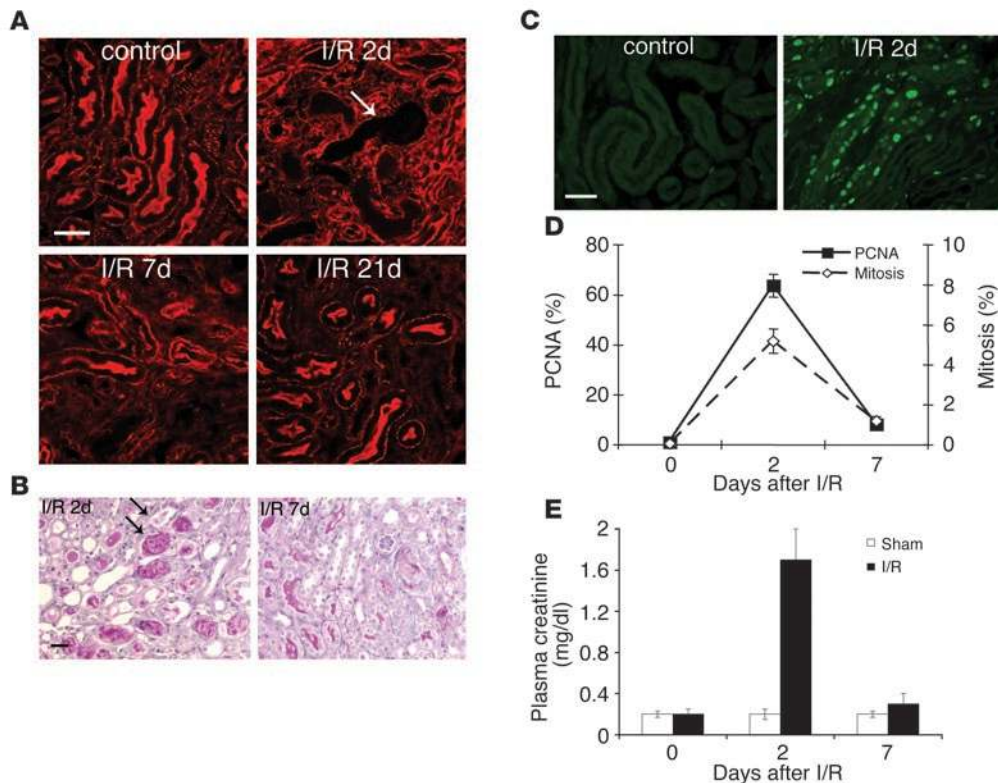 A
control
I/R 2d
I/R 7d
I/R 21d
B
I/R 2d
I/R 7d
C
control
I/R 2d
D
80
60
40
20
0
PCNA (%)
10
8
6
4
2
0
Mitosis (%)
PCNA
Mitosis
0 2 7
Days after I/R
E
2
1.6
1.2
0.8
0.4
0
Plasma creatinine
(mg/dl)
Sham
I/R
0 2 7
Days after I/R